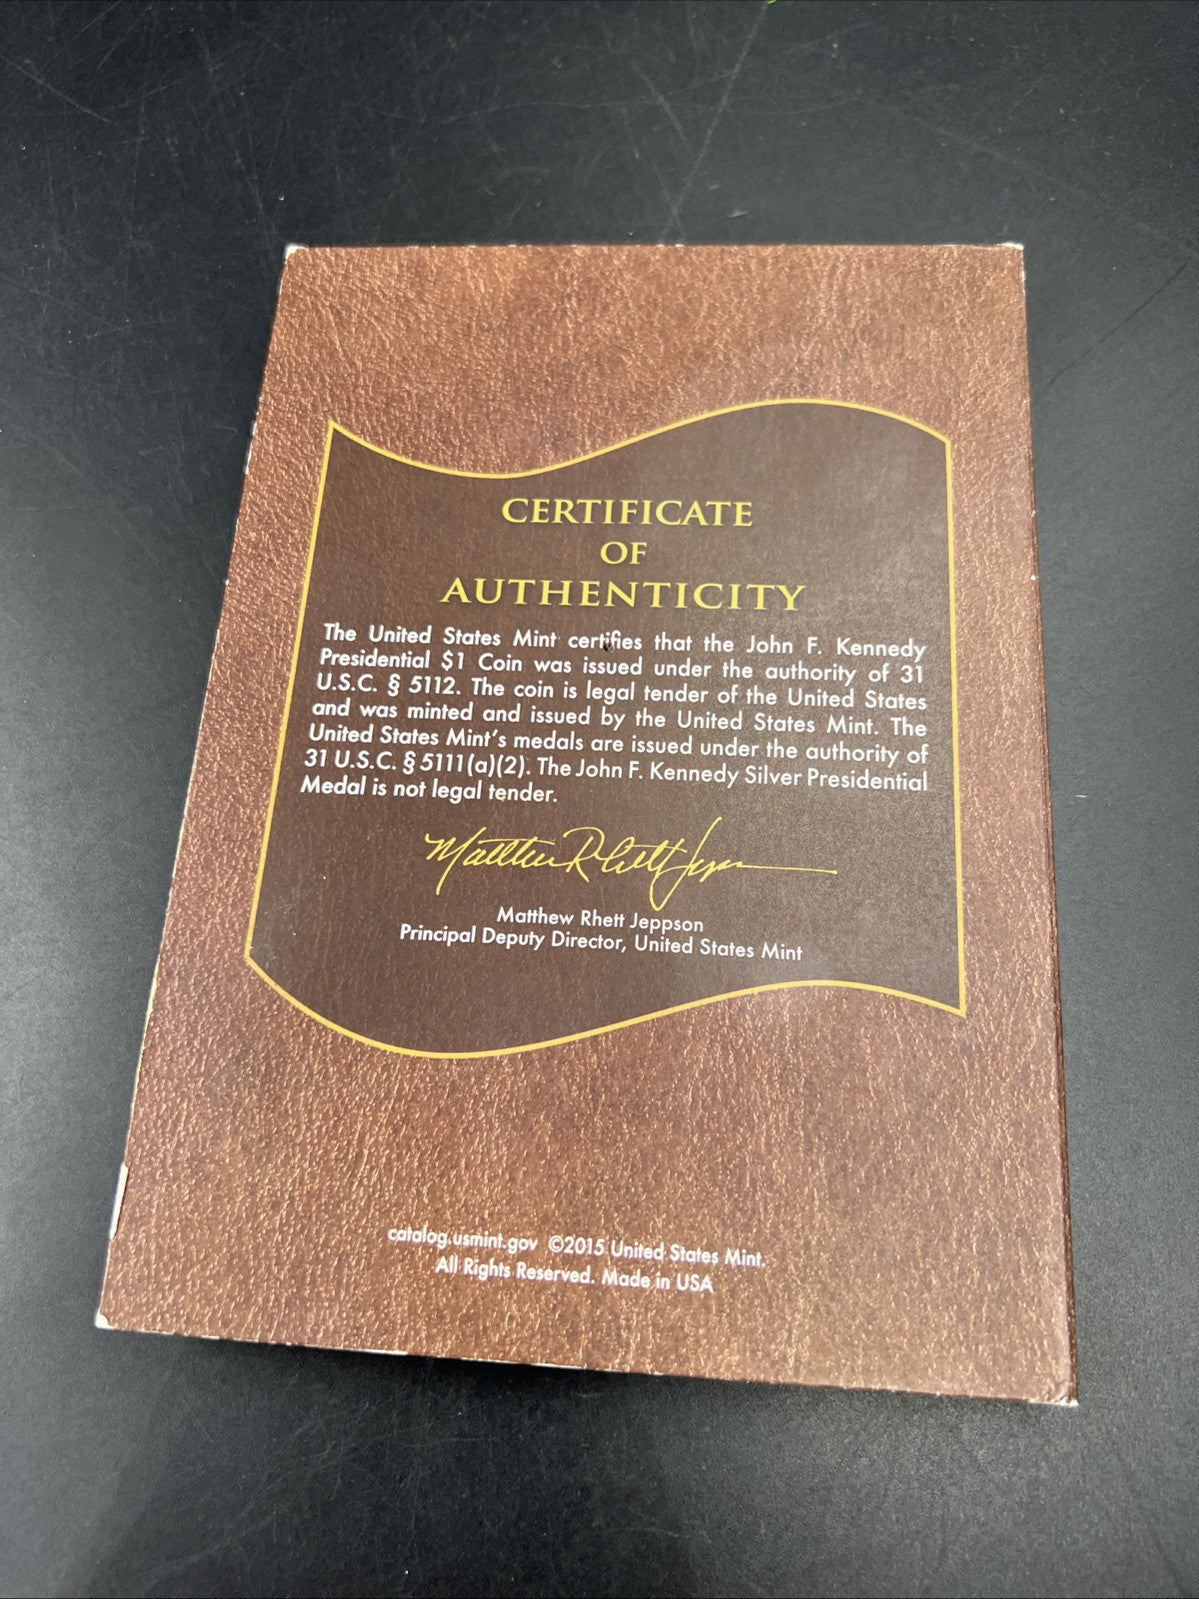 CERTIFICATE
OF
AUTHENTICITY
The United States Mint certifies that the John F. Kennedy
Presidential $1 Coin was issued under the authority of 31
U.S.C. § 5112. The coin is legal tender of the United States
and was minted and issued by the United States Mint. The
United States Mint's medals are issued under the authority of
31 U.S.C. § 5111(a)(2). The John F. Kennedy Silver Presidential
Medal is not legal tender.
Matthew Rhett Jeppson
Matthew Rhett Jeppson
Principal Deputy Director, United States Mint
catalog.usmint.gov ©2015 United States Mint.
All Rights Reserved. Made in USA